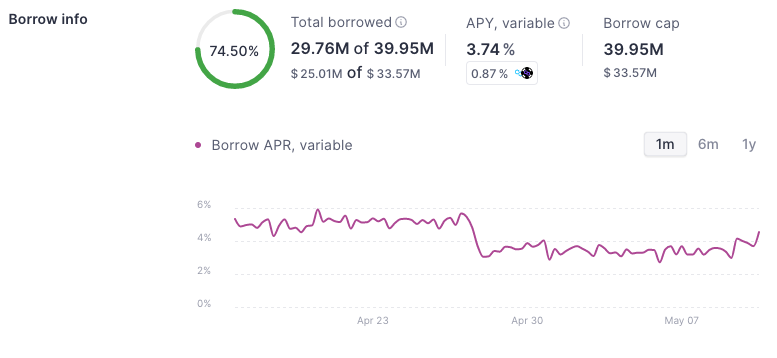 Borrow info
74.50%
Total borrowed
29.76M of 39.95M
$ 25.01M of $ 33.57M
APY, variable
3.74 %
0.87 %
Borrow cap
39.95M
$ 33.57M
Borrow APR, variable
1m 6m 1y
6%
4%
2%
0%
Apr 23 Apr 30 May 07